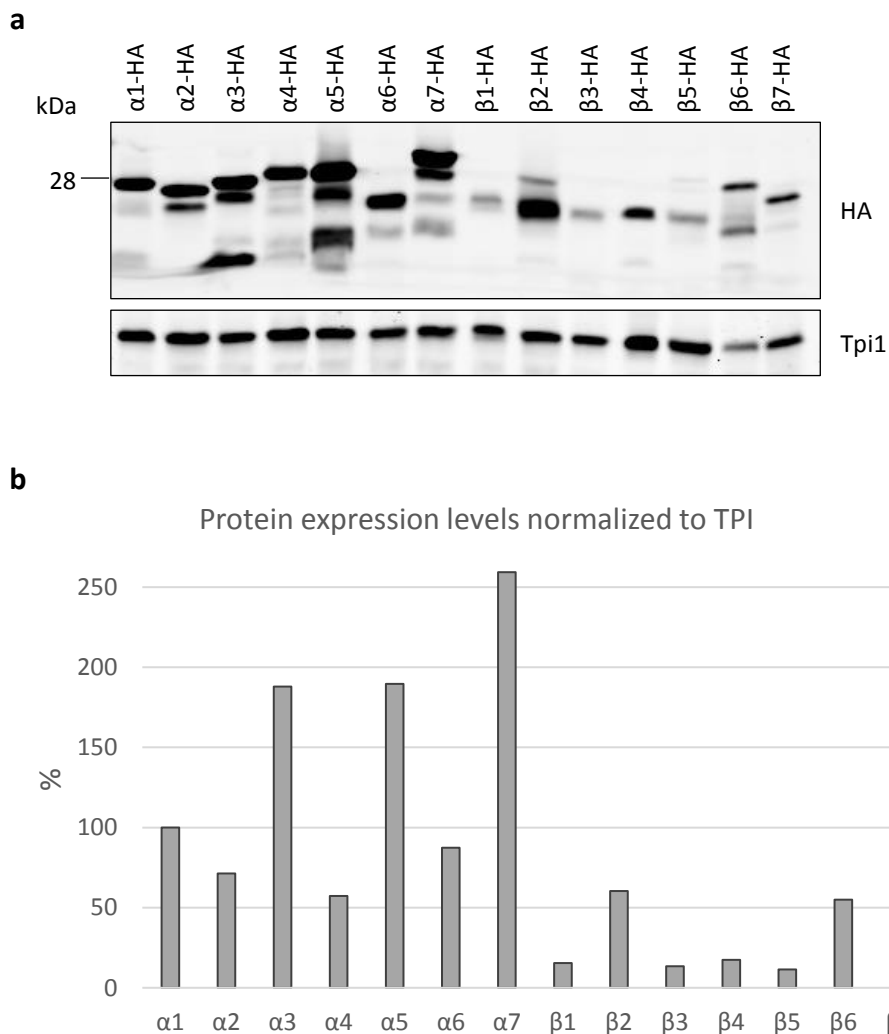 a
kDa
α1-HA α2-HA α3-HA α4-HA α5-HA α6-HA α7-HA β1-HA β2-HA β3-HA β4-HA β5-HA β6-HA β7-HA
28
HA
Tpi1
b
Protein expression levels normalized to TPI
250
200
150
100
50
0
%
α1 α2 α3 α4 α5 α6 α7 β1 β2 β3 β4 β5 β6